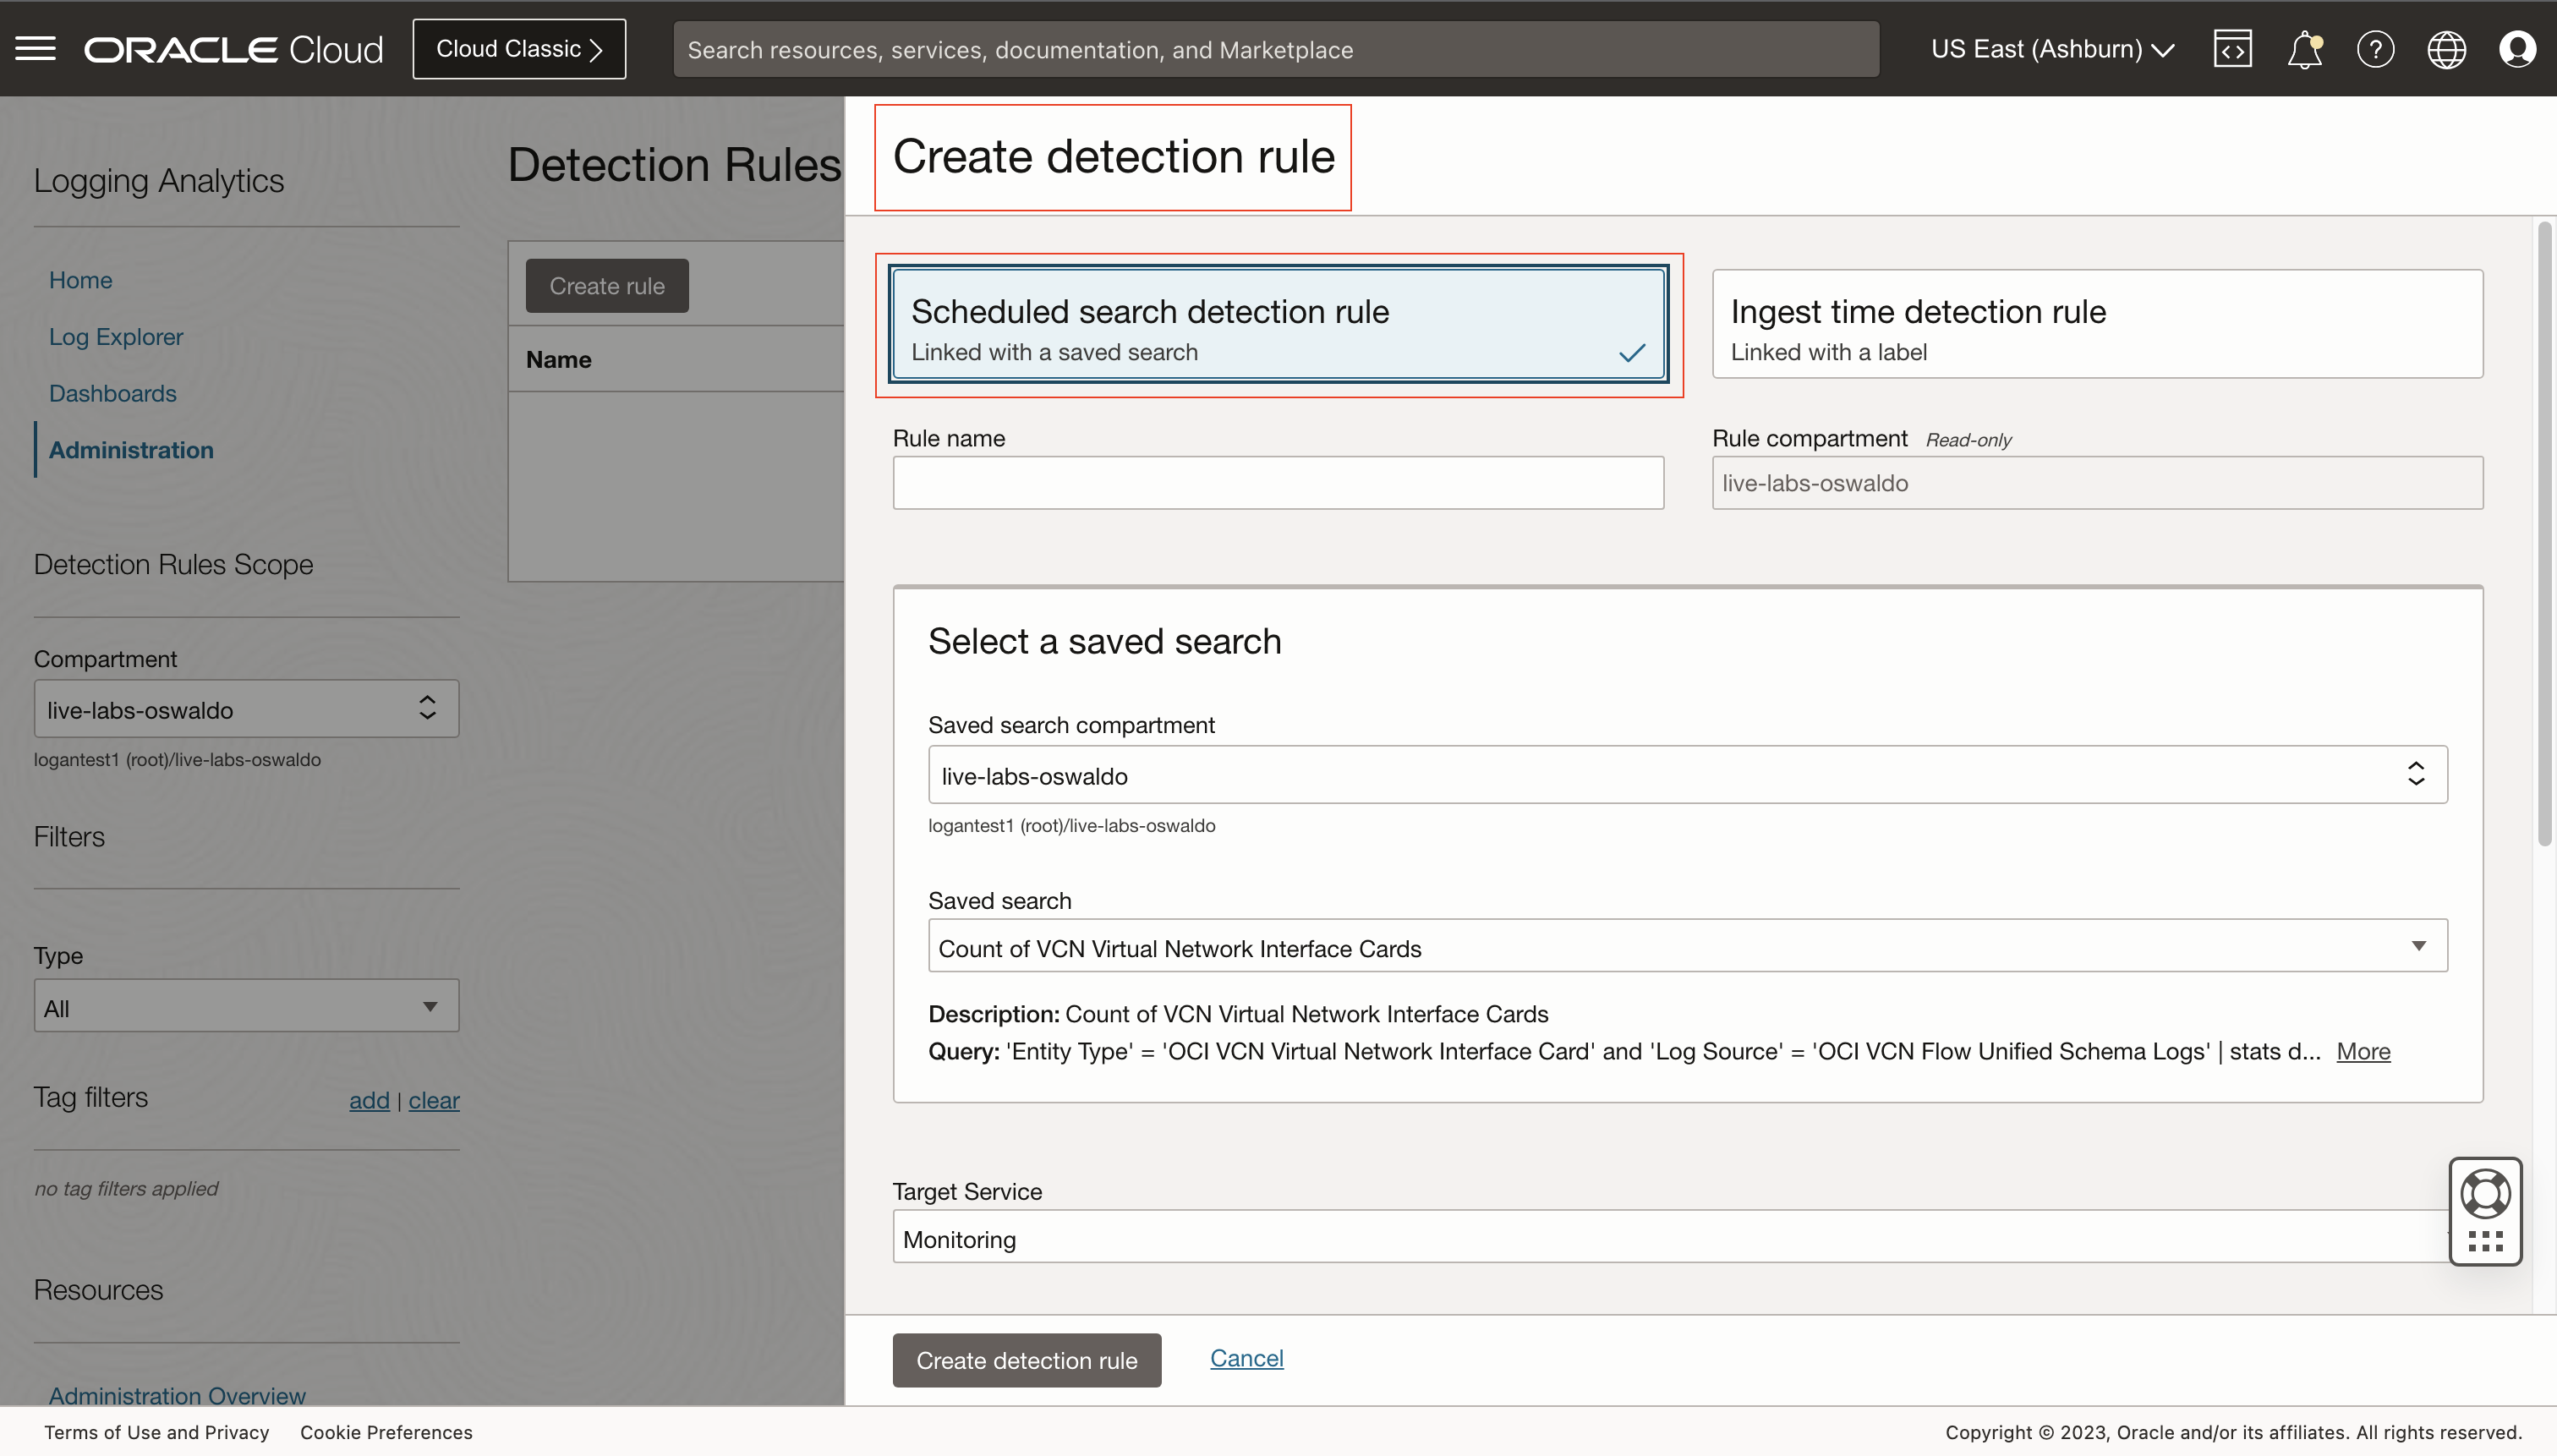 ORACLE Cloud
Cloud Classic
Search resources, services, documentation, and Marketplace
US East (Ashburn)
Logging Analytics
Home
Log Explorer
Dashboards
Administration
Detection Rules Scope
Compartment
live-labs-oswaldo
logantest1 (root)/live-labs-oswaldo
Filters
Type
All
Tag filters
add | clear
no tag filters applied
Resources
Administration Overview
Detection Rules
Create rule
Name
Create detection rule
Scheduled search detection rule
Linked with a saved search
Ingest time detection rule
Linked with a label
Rule name
Rule compartment Read-only
live-labs-oswaldo
Select a saved search
Saved search compartment
live-labs-oswaldo
logantest1 (root)/live-labs-oswaldo
Saved search
Count of VCN Virtual Network Interface Cards
Description: Count of VCN Virtual Network Interface Cards
Query: 'Entity Type' = 'OCI VCN Virtual Network Interface Card' and 'Log Source' = 'OCI VCN Flow Unified Schema Logs' | stats d... More
Target Service
Monitoring
Create detection rule
Cancel
Terms of Use and Privacy
Cookie Preferences
Copyright © 2023, Oracle and/or its affiliates. All rights reserved.